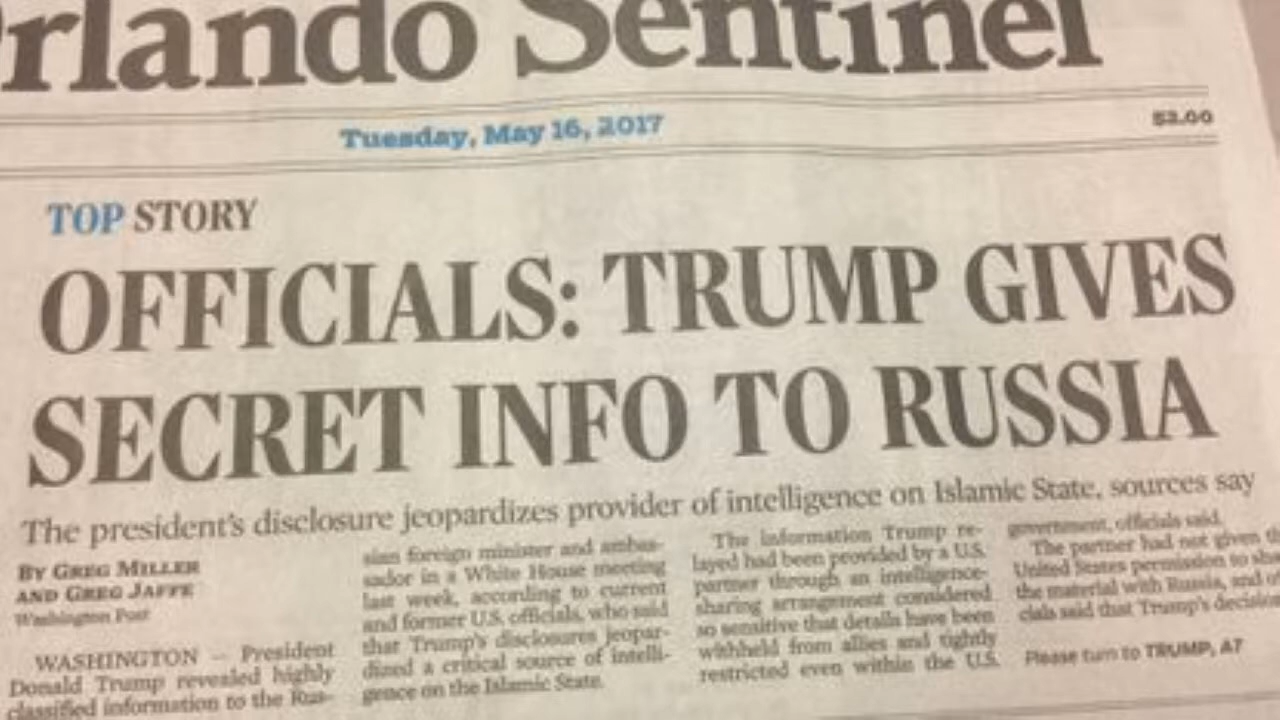 rlando Sentinel
Tuesday, May 16, 2017
$2.00
TOP STORY
OFFICIALS: TRUMP GIVES
SECRET INFO TO RUSSIA
The president's disclosure jeopardizes provider of intelligence on Islamic State, sources say
BY GREG MILLER
AND GREG JAFFE
Washington Post
WASHINGTON — President
Donald Trump revealed highly
classified information to the Rus-
sian foreign minister and ambas-
sador in a White House meeting
last week, according to current
and former U.S. officials, who said
that Trump's disclosures jeopar-
dized a critical source of intelli-
gence on the Islamic State.
The information Trump re-
layed had been provided by a U.S.
partner through an intelligence-
sharing arrangement considered
so sensitive that details have been
withheld from allies and tightly
restricted even within the U.S.
government, officials said.
The partner had not given th
United States permission to sha
the material with Russia, and o
cials said that Trump's decision
Please turn to TRUMP, A7